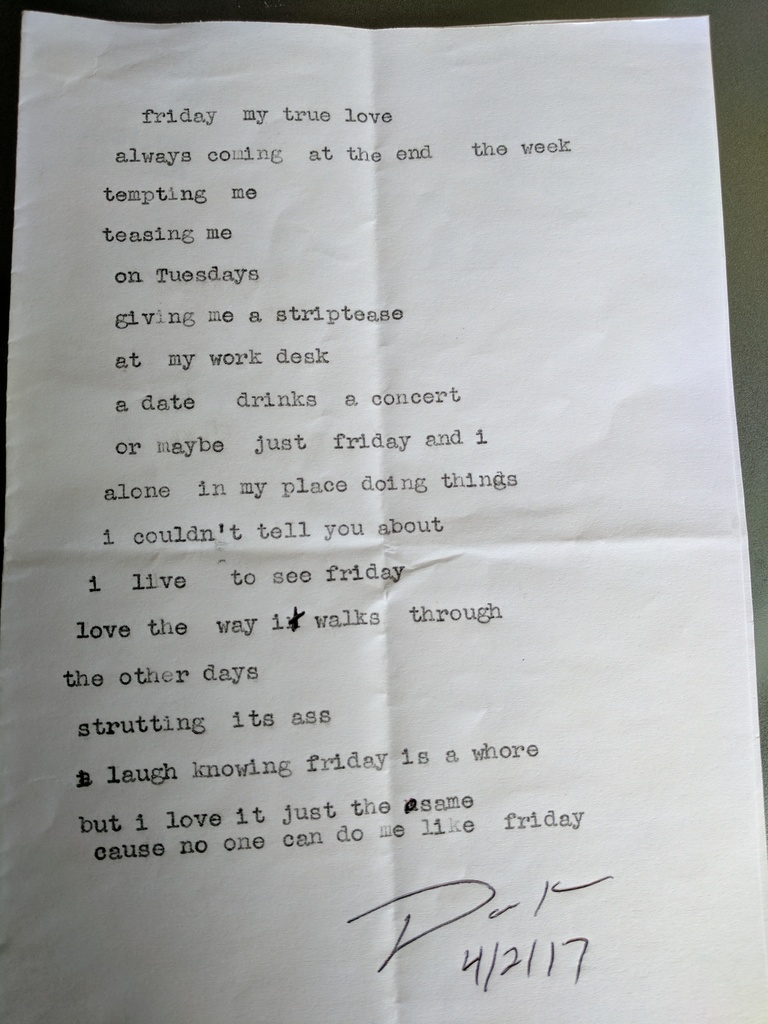 friday my true love
always coming at the end the week
tempting me
teasing me
on Tuesdays
giving me a striptease
at my work desk
a date drinks a concert
or maybe just friday and i
alone in my place doing things
i couldn't tell you about
i live to see friday
love the way it walks through
the other days
strutting its ass
i laugh knowing friday is a whore
but i love it just the same
cause no one can do me like friday
4/2/17